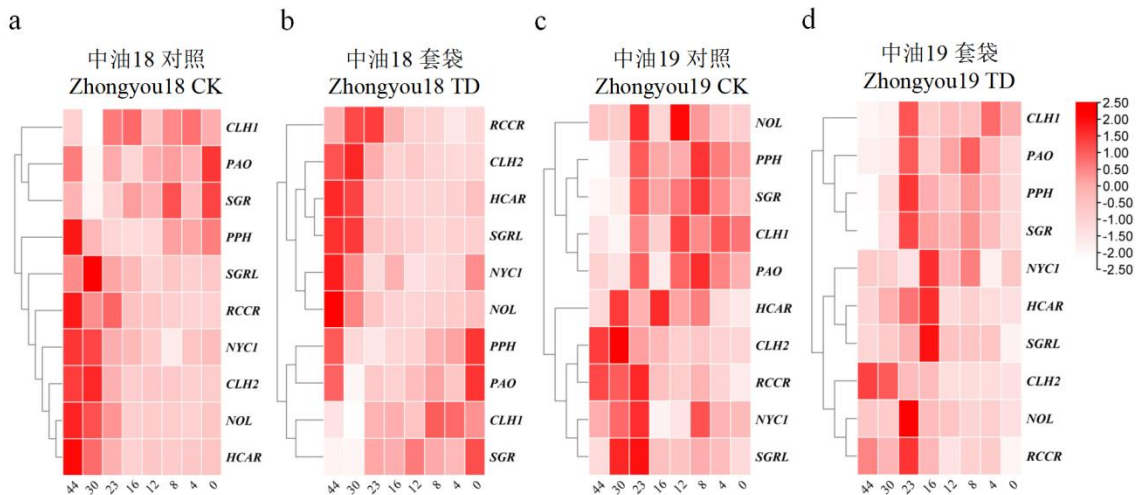 a
中油18 对照
Zhongyou18 CK
CLH1
PAO
SGR
PPH
SGRL
RCCR
NYC1
CLH2
NOL
HCAR
44 30 23 16 12 8 4 0
b
中油18 套袋
Zhongyou18 TD
RCCR
CLH2
HCAR
SGRL
NYC1
NOL
PPH
PAO
CLH1
SGR
44 30 23 16 12 8 4 0
c
中油19 对照
Zhongyou19 CK
NOL
PPH
SGR
CLH1
PAO
HCAR
CLH2
RCCR
NYC1
SGRL
44 30 23 16 12 8 4 0
d
中油19 套袋
Zhongyou19 TD
CLH1
PAO
PPH
SGR
NYC1
HCAR
SGRL
CLH2
NOL
RCCR
44 30 23 16 12 8 4 0
2.50
2.00
1.50
1.00
0.50
0.00
-0.50
-1.00
-1.50
-2.00
-2.50